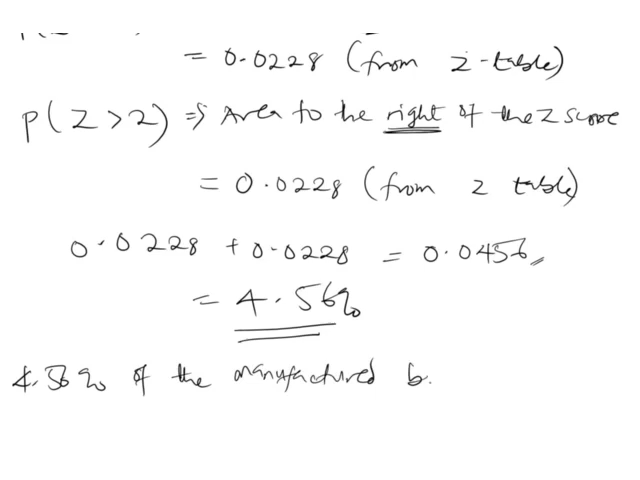 = 0.0228 (from z-table)
P(Z>2) => Area to the right of the Z score
= 0.0228 (from z table)
0.0228 + 0.0228 = 0.0456
= 4.56%
4.56% of the manufactured b.